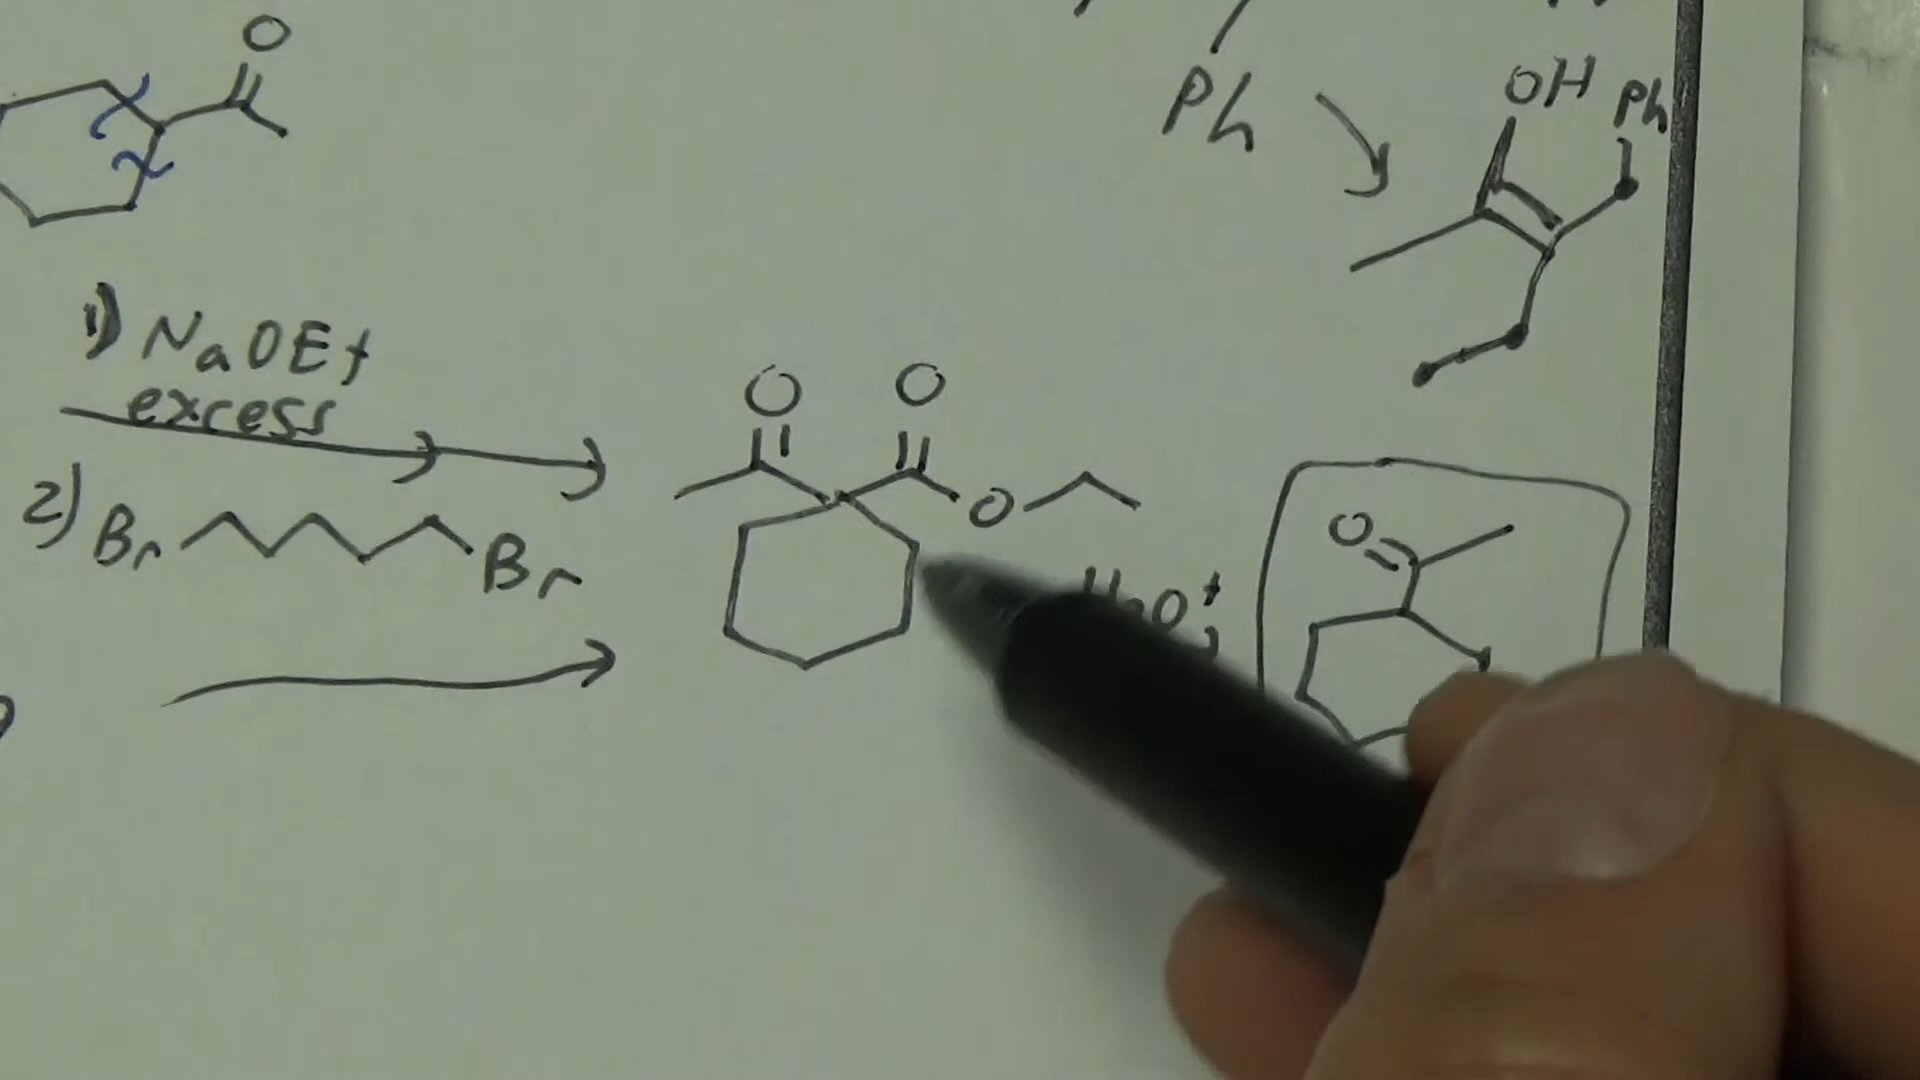 O
Ph
OH Ph
1) NaOEt
excess
O O
2) Br Br
O
O